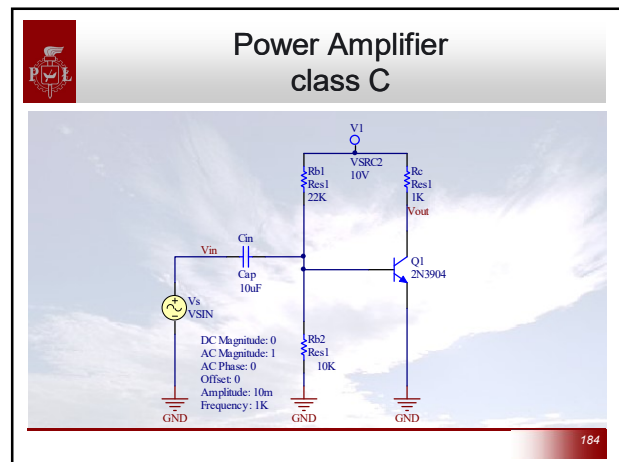 Power Amplifier
class C
P Ł
V1
VSRC2
10V
Rb1
Res1
22K
Rc
Res1
1K
Vout
Cin
Vin
Cap
10uF
Q1
2N3904
Vs
VSIN
DC Magnitude: 0
AC Magnitude: 1
AC Phase: 0
Offset: 0
Amplitude: 10m
Frequency: 1K
Rb2
Res1
10K
GND
GND
GND
184